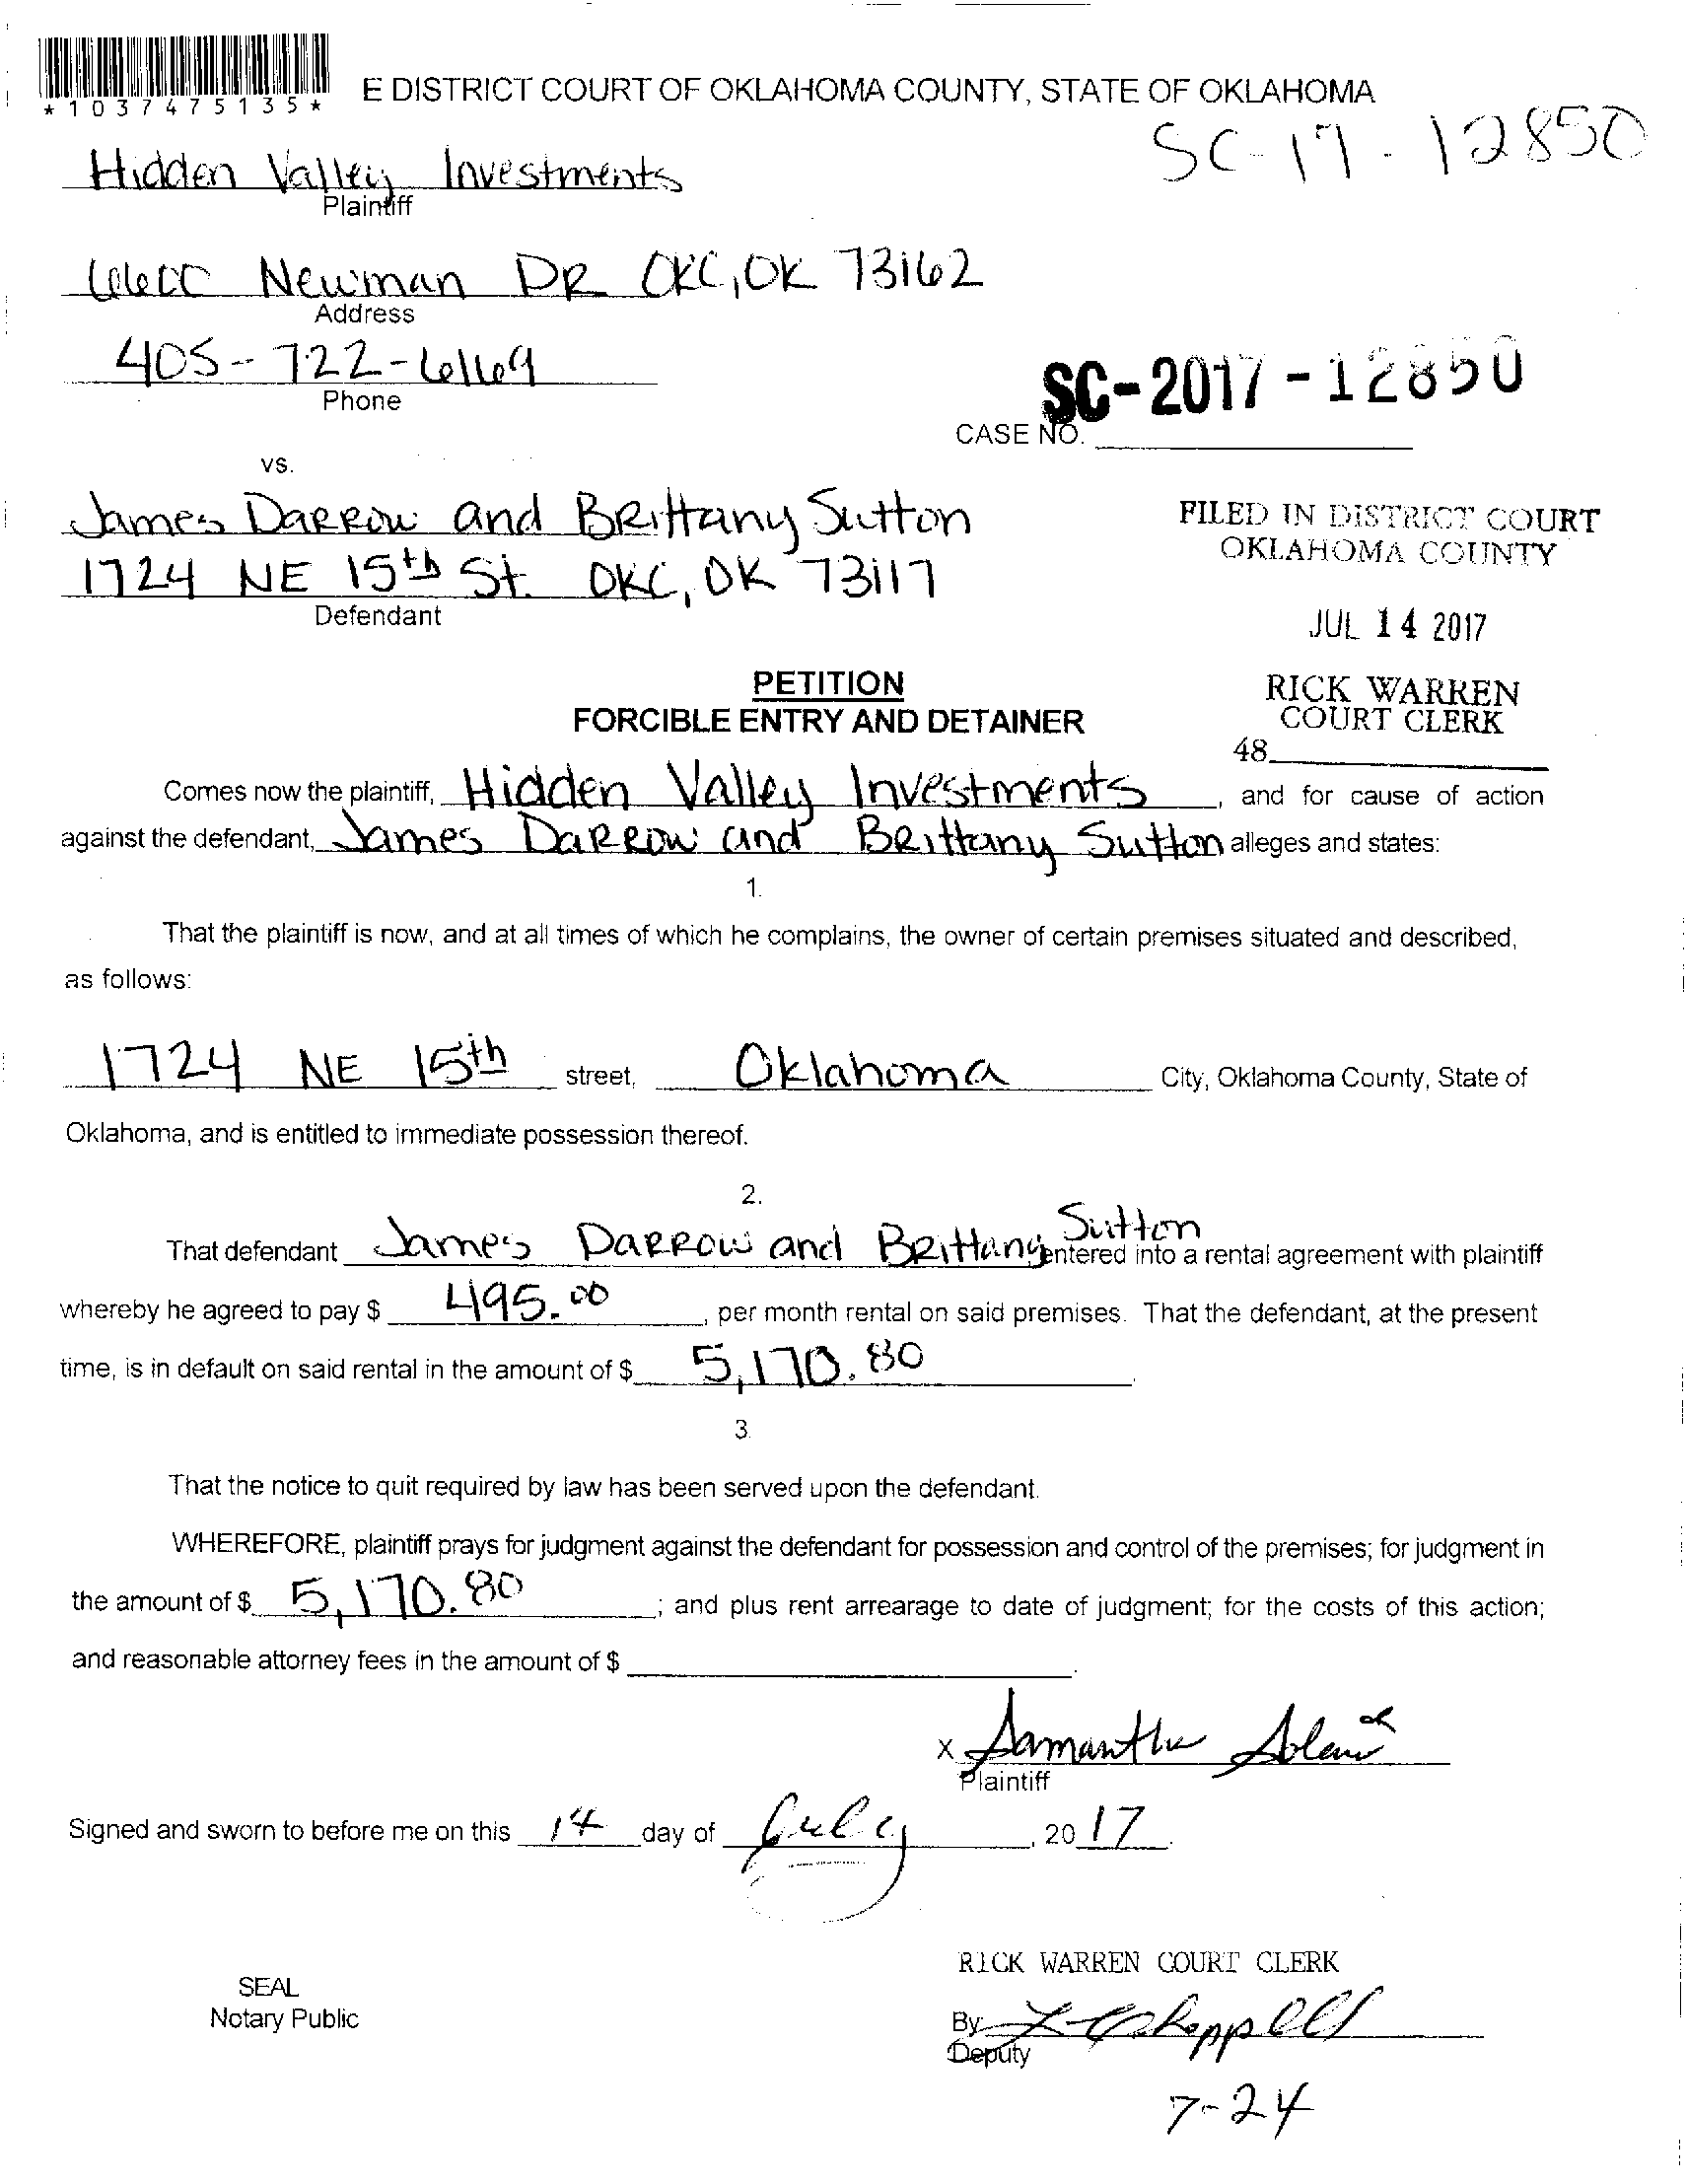 *1037475135*
E DISTRICT COURT OF OKLAHOMA COUNTY, STATE OF OKLAHOMA
SC-17-12850
Hidden Valley Investments
Plaintiff
Newman DR OKC, OK 73162
Address
405-722-6169
Phone
SC-2017-12850
CASE NO.
vs.
James Darrow and Brittany Sutton
1724 NE 15th St. OKC, OK 73117
Defendant
FILED IN DISTRICT COURT
OKLAHOMA COUNTY
JUL 14 2017
RICK WARREN
COURT CLERK
48
PETITION
FORCIBLE ENTRY AND DETAINER
Comes now the plaintiff, Hidden Valley Investments, and for cause of action
against the defendant, James Darrow and Brittany Sutton alleges and states:
1.
That the plaintiff is now, and at all times of which he complains, the owner of certain premises situated and described,
as follows:
1724 NE 15th street, Oklahoma City, Oklahoma County, State of
Oklahoma, and is entitled to immediate possession thereof.
2.
That defendant James Darrow and Brittany Sutton entered into a rental agreement with plaintiff
whereby he agreed to pay $ 495.00, per month rental on said premises. That the defendant, at the present
time, is in default on said rental in the amount of $ 5,170.80.
3.
That the notice to quit required by law has been served upon the defendant.
WHEREFORE, plaintiff prays for judgment against the defendant for possession and control of the premises; for judgment in
the amount of $ 5,170.80; and plus rent arrearage to date of judgment; for the costs of this action;
and reasonable attorney fees in the amount of $
X Samantha
Plaintiff
Signed and sworn to before me on this 14 day of July, 2017.
RICK WARREN COURT CLERK
SEAL
Notary Public
By
Deputy
7-24